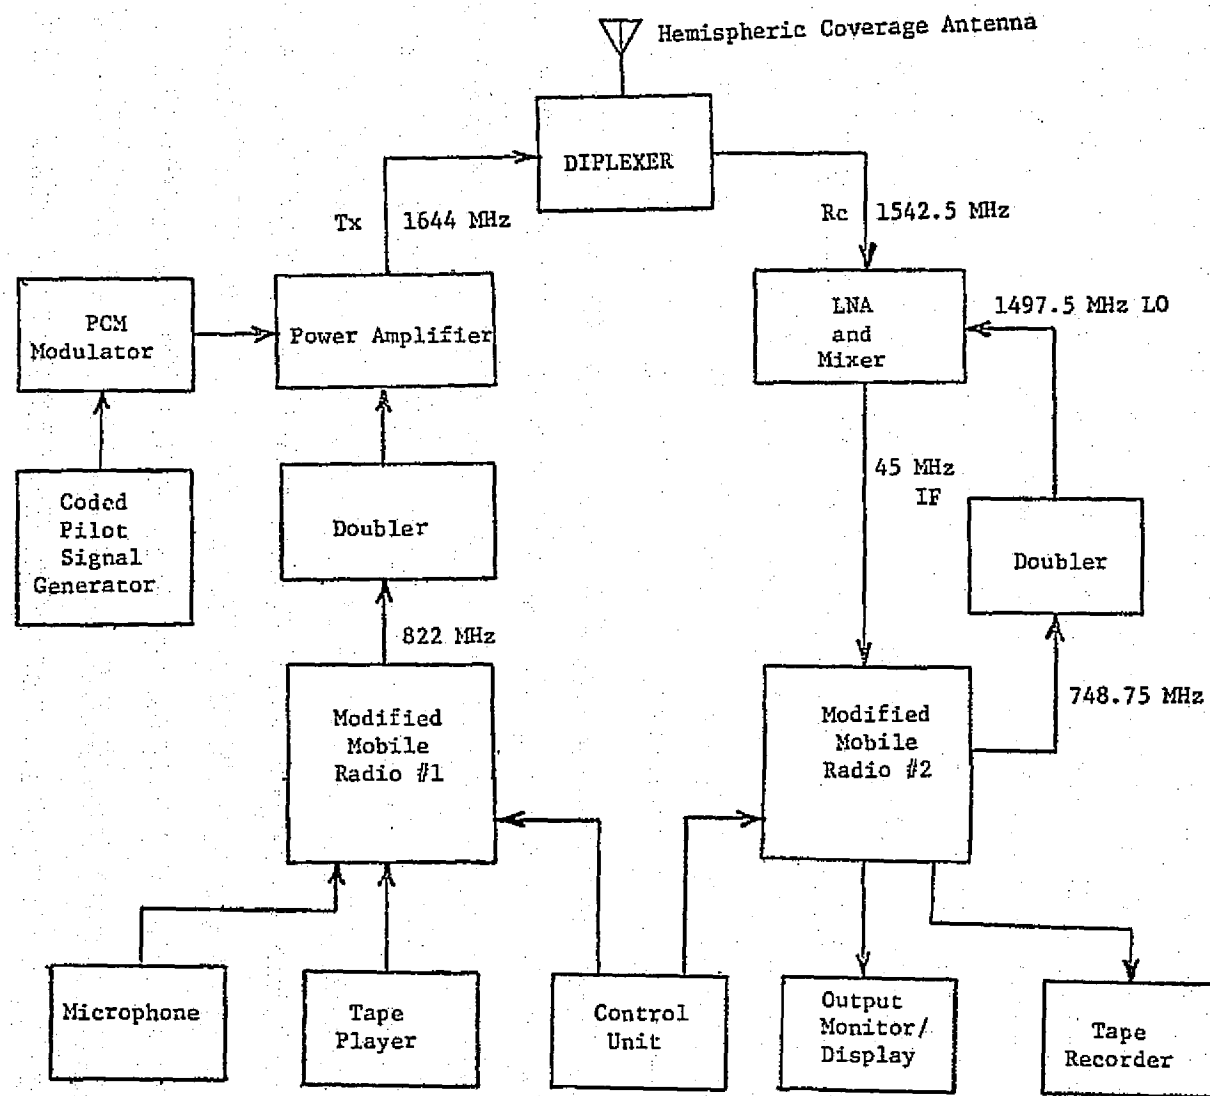 Hemispheric Coverage Antenna
DIPLEXER
Tx
1644 MHz
Rc
1542.5 MHz
PCM
Modulator
Power Amplifier
LNA
and
Mixer
1497.5 MHz LO
Coded
Pilot
Signal
Generator
Doubler
45 MHz
IF
Doubler
822 MHz
748.75 MHz
Modified
Mobile
Radio #1
Modified
Mobile
Radio #2
Microphone
Tape
Player
Control
Unit
Output
Monitor/
Display
Tape
Recorder